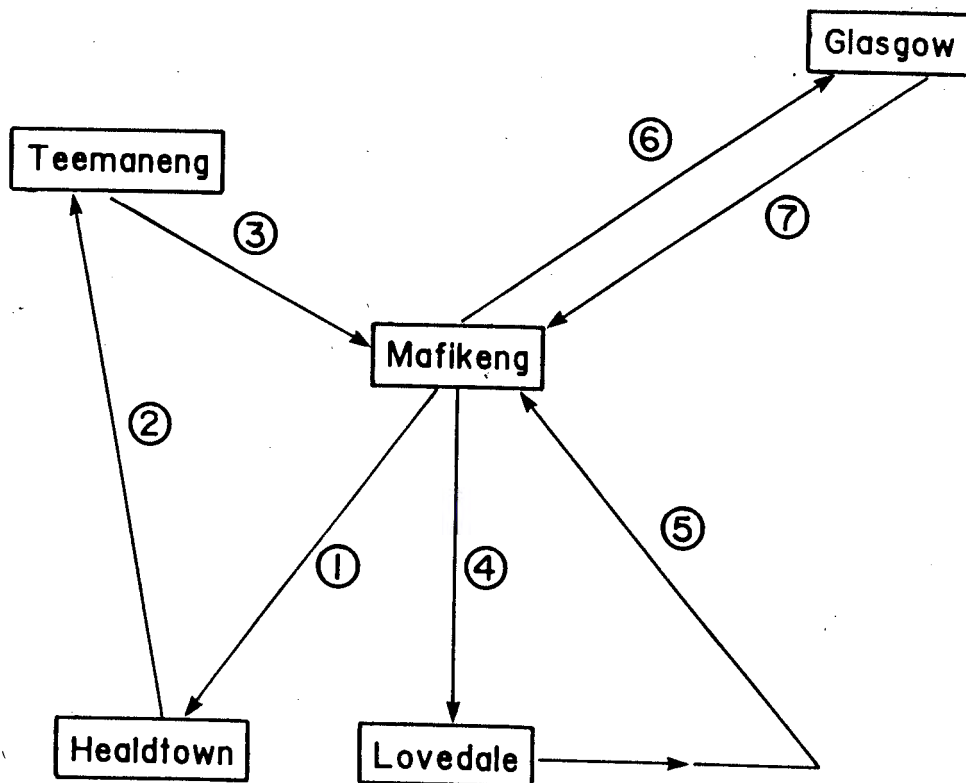 Glasgow
⑥
Teemaneng
③
⑦
Mafikeng
②
⑤
①
④
Healdtown
Lovedale